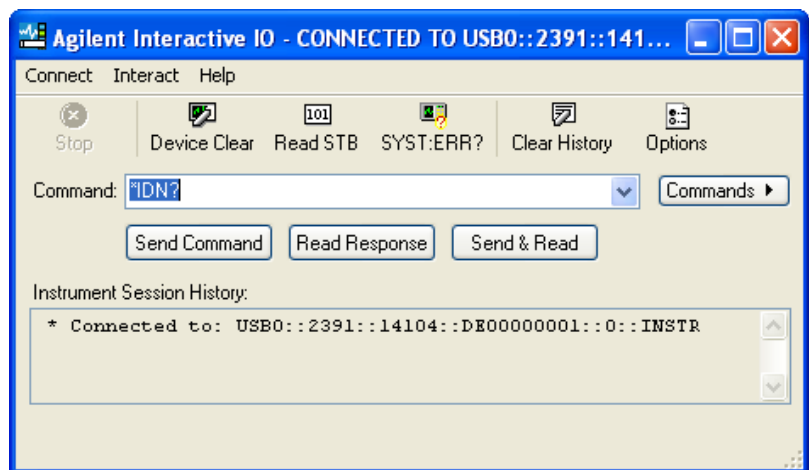 Agilent Interactive IO - CONNECTED TO USB0::2391::141...
Connect Interact Help
101
Stop Device Clear Read STB SYST:ERR? Clear History Options
Command: *IDN? Commands
Send Command Read Response Send & Read
Instrument Session History:
* Connected to: USB0::2391::14104::DE00000001::0::INSTR